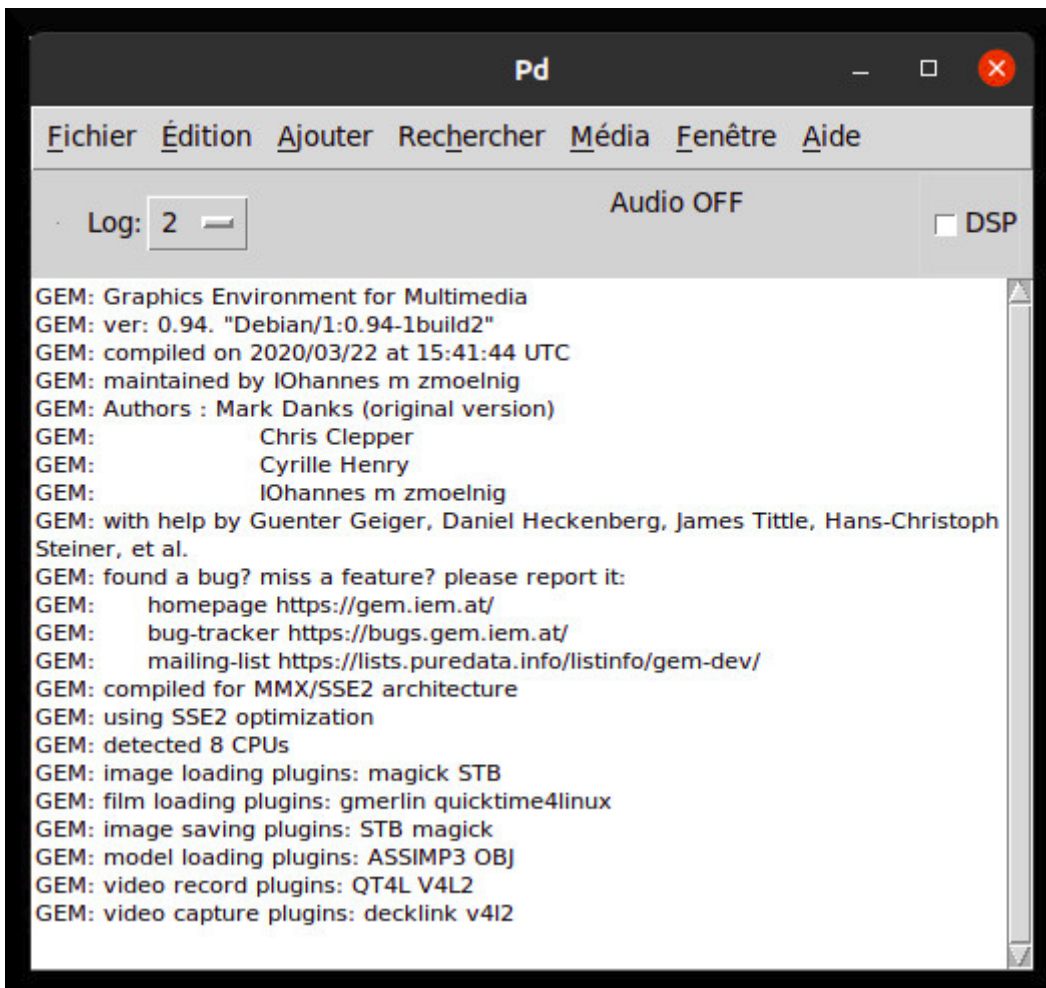 Pd
Fichier Édition Ajouter Rechercher Média Fenêtre Aide
Audio OFF
Log: 2
DSP
GEM: Graphics Environment for Multimedia
GEM: ver: 0.94. "Debian/1:0.94-1build2"
GEM: compiled on 2020/03/22 at 15:41:44 UTC
GEM: maintained by IOhannes m zmoelnig
GEM: Authors : Mark Danks (original version)
GEM: Chris Clepper
GEM: Cyrille Henry
GEM: IOhannes m zmoelnig
GEM: with help by Guenter Geiger, Daniel Heckenberg, James Tittle, Hans-Christoph
Steiner, et al.
GEM: found a bug? miss a feature? please report it:
GEM: homepage https://gem.iem.at/
GEM: bug-tracker https://bugs.gem.iem.at/
GEM: mailing-list https://lists.puredata.info/listinfo/gem-dev/
GEM: compiled for MMX/SSE2 architecture
GEM: using SSE2 optimization
GEM: detected 8 CPUs
GEM: image loading plugins: magick STB
GEM: film loading plugins: gmerlin quicktime4linux
GEM: image saving plugins: STB magick
GEM: model loading plugins: ASSIMP3 OBJ
GEM: video record plugins: QT4L V4L2
GEM: video capture plugins: decklink v4l2